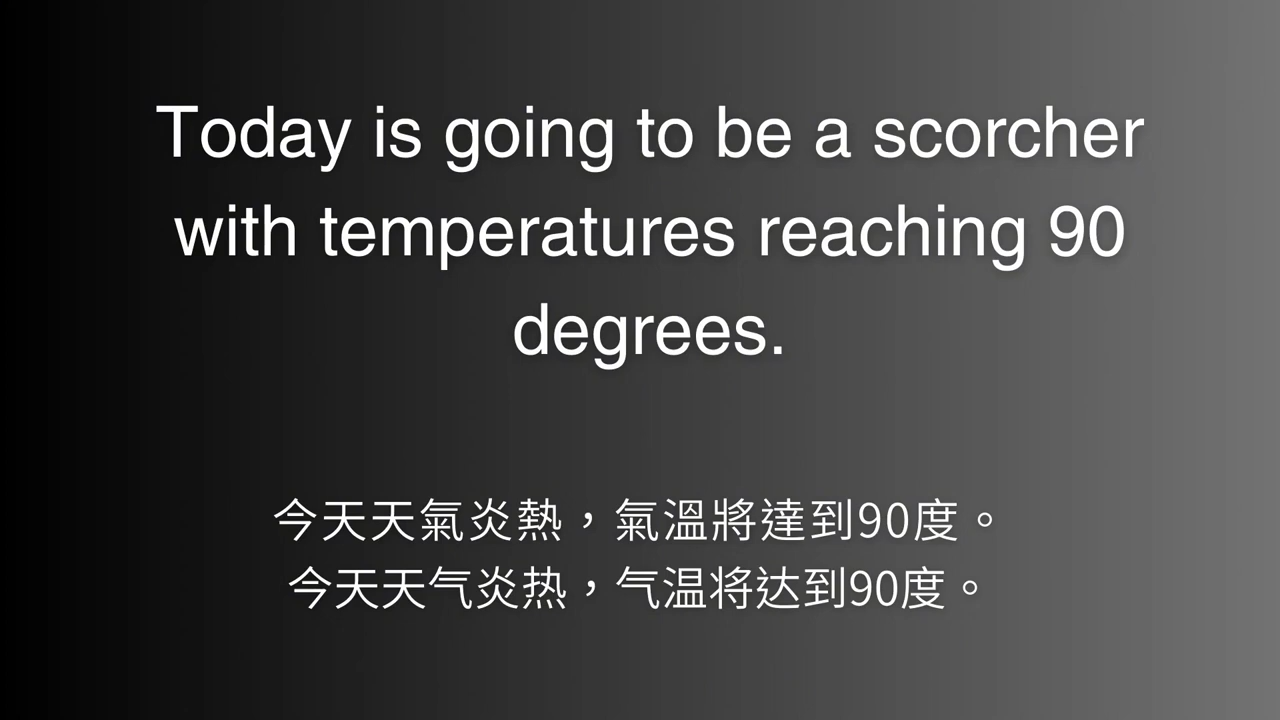 Today is going to be a scorcher
with temperatures reaching 90
degrees.
今天天氣炎熱，氣溫將達到90度。
今天天气炎热，气温将达到90度。